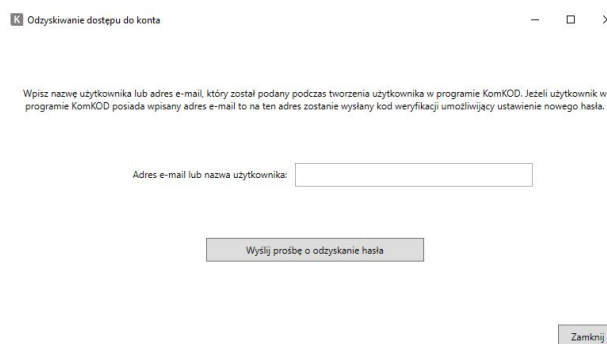 K Odzyskiwanie dostępu do konta
Wpisz nazwę użytkownika lub adres e-mail, który został podany podczas tworzenia użytkownika w programie KomKOD. Jeżeli użytkownik w
programie KomKOD posiada wpisany adres e-mail to na ten adres zostanie wysłany kod weryfikacji umożliwiający ustawienie nowego hasła.
Adres e-mail lub nazwa użytkownika:
Wyślij prośbę o odzyskanie hasła
Zamknij